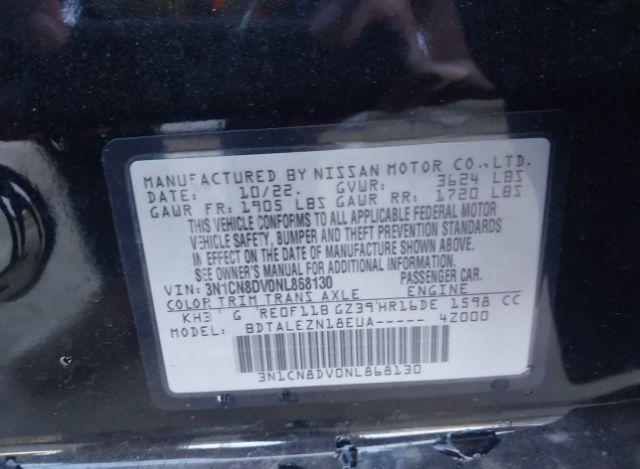 MANUFACTURED BY NISSAN MOTOR CO., LTD.
DATE: 10/22. GVWR: 3624 LBS
GAWR FR: 1905 LBS GAWR RR: 1720 LBS
THIS VEHICLE CONFORMS TO ALL APPLICABLE FEDERAL MOTOR
VEHICLE SAFETY, BUMPER AND THEFT PREVENTION STANDARDS
IN EFFECT ON THE DATE OF MANUFACTURE SHOWN ABOVE.
SEE OWNER'S MANUAL FOR ADDITIONAL INFORMATION.
VIN: 3N1CN8DV0NL868130 PASSENGER CAR.
COLOR TRIM TRANS AXLE ENGINE
KH3 G RE0F11B GZ39 HR16DE 1598 CC
MODEL: BDTALEZN18EUA----- 4Z000
3N1CN8DV0NL868130